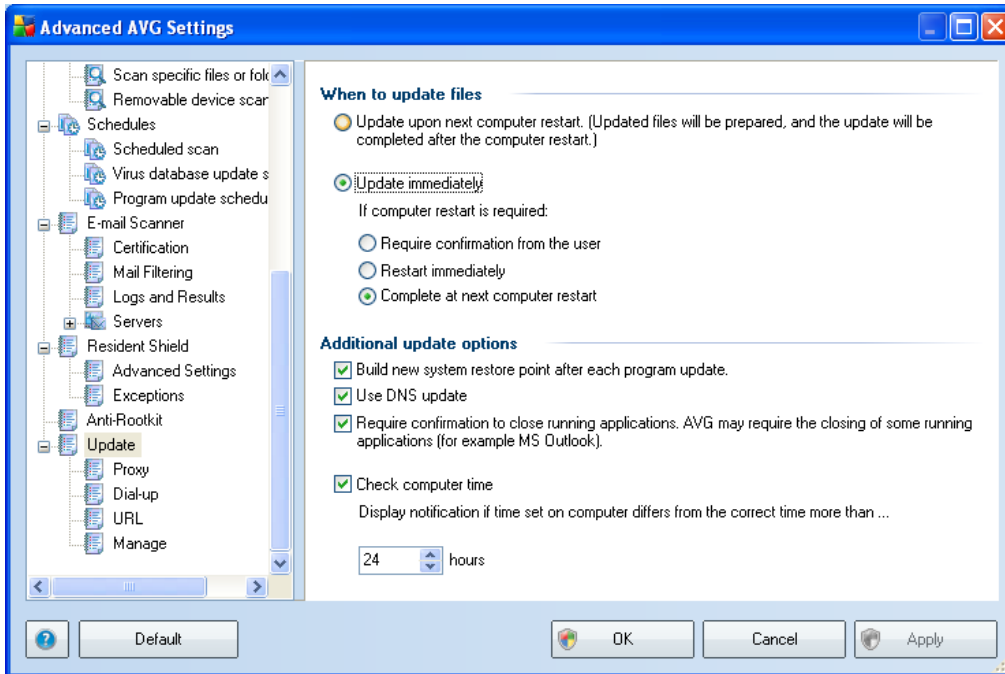 Advanced AVG Settings
Scan specific files or fol
Removable device scar
Schedules
Scheduled scan
Virus database update s
Program update schedu
E-mail Scanner
Certification
Mail Filtering
Logs and Results
Servers
Resident Shield
Advanced Settings
Exceptions
Anti-Rootkit
Update
Proxy
Dial-up
URL
Manage
When to update files
Update upon next computer restart. (Updated files will be prepared, and the update will be
completed after the computer restart.)
Update immediately
If computer restart is required:
Require confirmation from the user
Restart immediately
Complete at next computer restart
Additional update options
Build new system restore point after each program update.
Use DNS update
Require confirmation to close running applications. AVG may require the closing of some running
applications (for example MS Outlook).
Check computer time
Display notification if time set on computer differs from the correct time more than ...
24 hours
Default
OK
Cancel
Apply